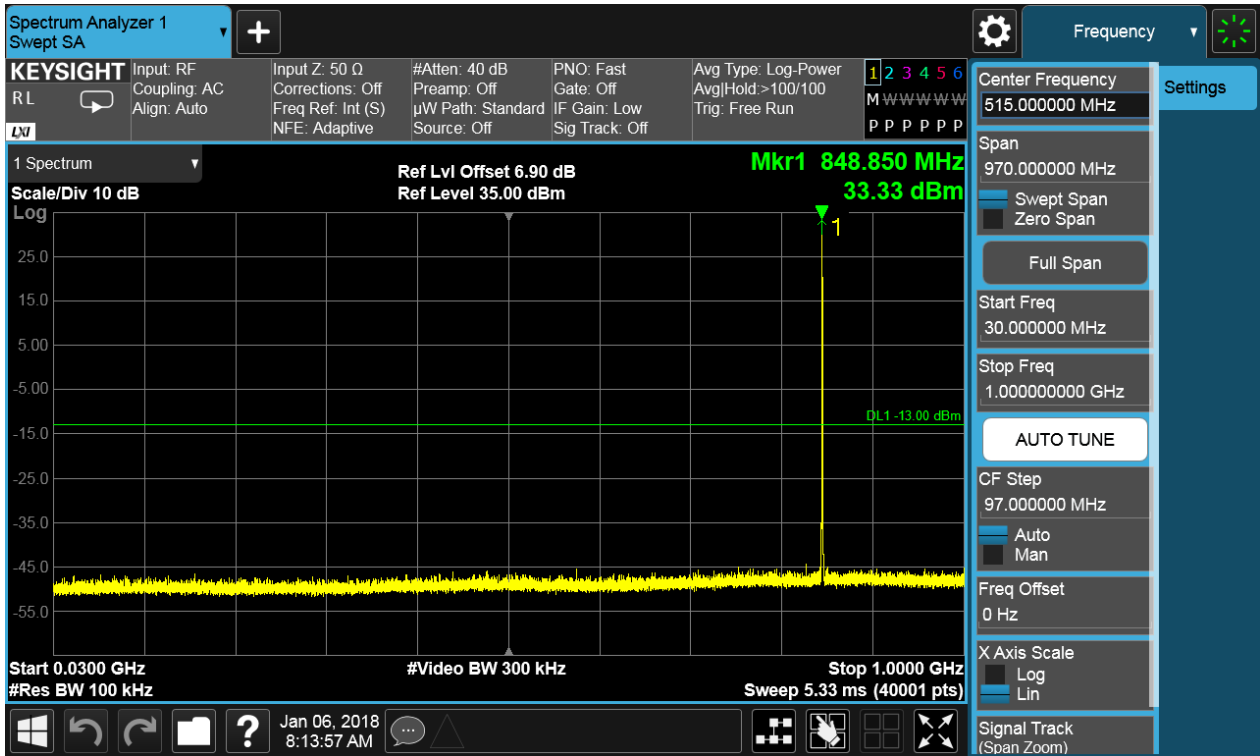 Spectrum Analyzer 1
Swept SA
+
Frequency
KEYSIGHT
RL
LXI
Input: RF
Coupling: AC
Align: Auto
Input Z: 50 Ω
Corrections: Off
Freq Ref: Int (S)
NFE: Adaptive
#Atten: 40 dB
Preamp: Off
µW Path: Standard
Source: Off
PNO: Fast
Gate: Off
IF Gain: Low
Sig Track: Off
Avg Type: Log-Power
Avg|Hold:>100/100
Trig: Free Run
1 2 3 4 5 6
M W W W W W
P P P P P P
1 Spectrum
Scale/Div 10 dB
Log
Ref Lvl Offset 6.90 dB
Ref Level 35.00 dBm
Mkr1 848.850 MHz
33.33 dBm
1
25.0
15.0
5.00
-5.00
-15.0
-25.0
-35.0
-45.0
-55.0
DL1 -13.00 dBm
Start 0.0300 GHz
#Res BW 100 kHz
#Video BW 300 kHz
Stop 1.0000 GHz
Sweep 5.33 ms (40001 pts)
Center Frequency
515.000000 MHz
Span
970.000000 MHz
Swept Span
Zero Span
Full Span
Start Freq
30.000000 MHz
Stop Freq
1.000000000 GHz
AUTO TUNE
CF Step
97.000000 MHz
Auto
Man
Freq Offset
0 Hz
X Axis Scale
Log
Lin
Signal Track
(Span Zoom)
Settings
?
Jan 06, 2018
8:13:57 AM